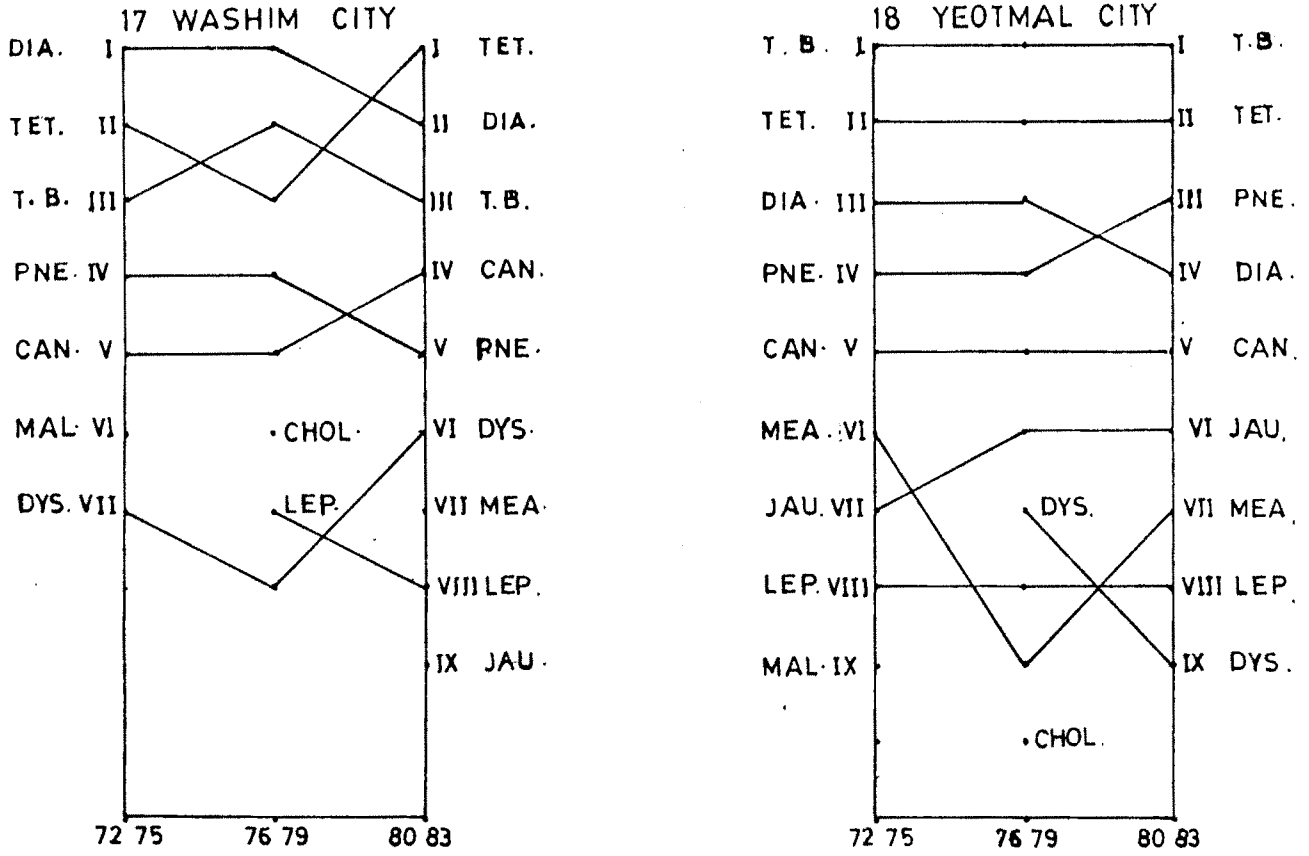 17 WASHIM CITY
DIA. I I TET.
TET. II II DIA.
T.B. III III T.B.
PNE. IV IV CAN.
CAN. V V PNE.
MAL. VI .CHOL. VI DYS.
DYS. VII LEP. VII MEA.
VIII LEP.
IX JAU.
72 75 76 79 80 83
18 YEOTMAL CITY
T.B. I I T.B.
TET. II II TET.
DIA. III III PNE.
PNE. IV IV DIA.
CAN. V V CAN.
MEA. VI VI JAU.
JAU. VII DYS. VII MEA.
LEP. VIII VIII LEP.
MAL. IX IX DYS.
.CHOL.
72 75 76 79 80 83